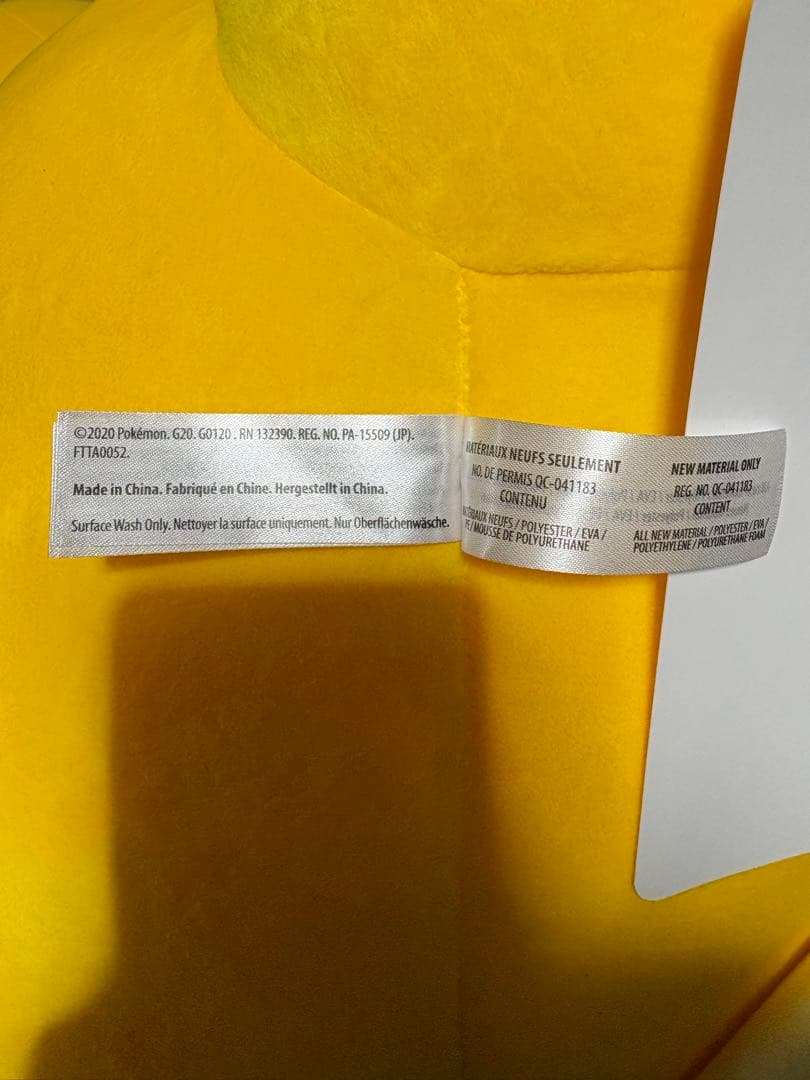 ©2020 Pokémon. G20. G0120 . RN 132390. REG. NO. PA-15509 (JP).
FTTA0052.
Made in China. Fabriqué en Chine. Hergestellt in China.
Surface Wash Only. Nettoyer la surface uniquement. Nur Oberflächenwäsche.
MATÉRIAUX NEUFS SEULEMENT
NO. DE PERMIS QC-041183
CONTENU
MATÉRIAUX NEUFS / POLYESTER / EVA /
PE / MOUSSE DE POLYURETHANE
NEW MATERIAL ONLY
REG. NO. QC-041183
CONTENT
ALL NEW MATERIAL / POLYESTER / EVA /
POLYETHYLENE / POLYURETHANE FOAM